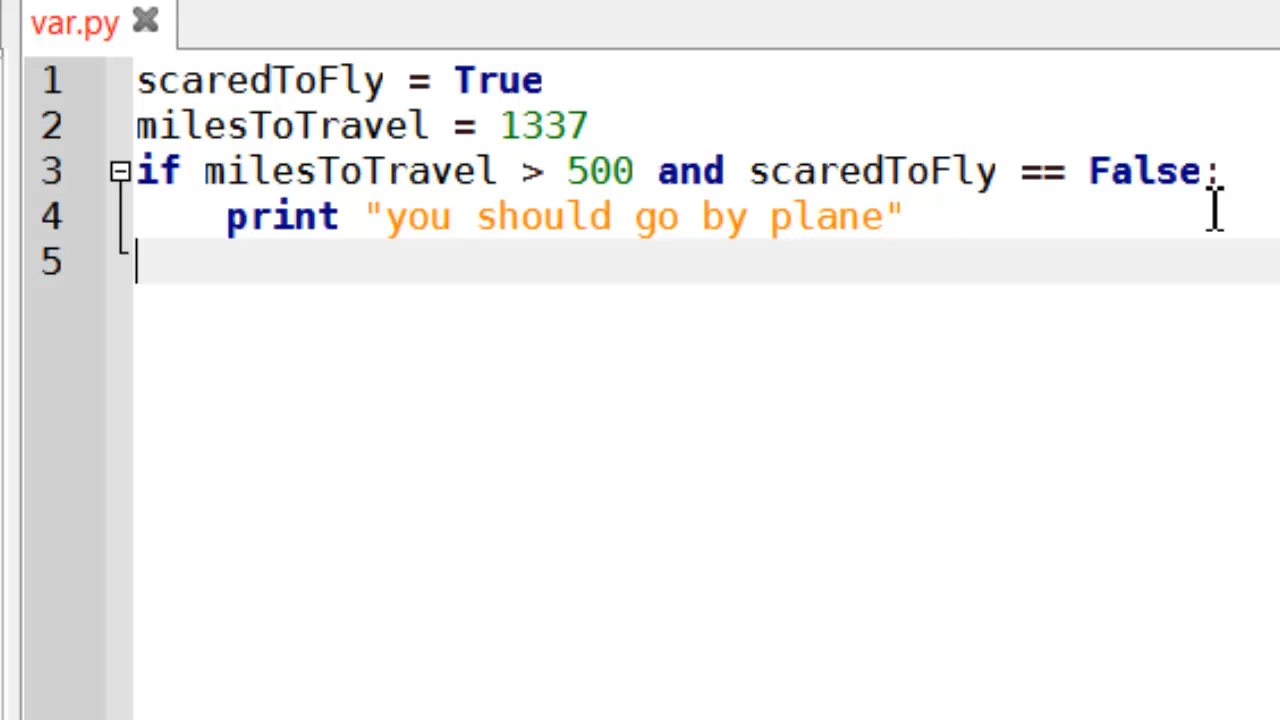 var.py
1 scaredToFly = True
2 milesToTravel = 1337
3 if milesToTravel > 500 and scaredToFly == False:
4     print "you should go by plane"
5